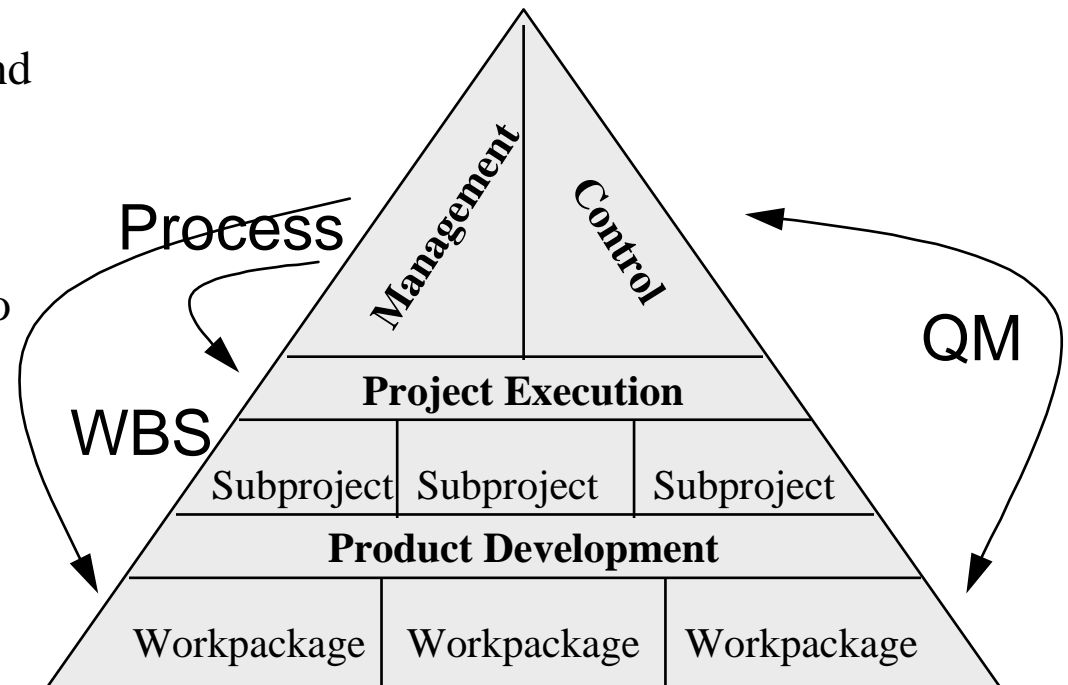 nd
Management
Control
Process
o
QM
Project Execution
WBS
Subproject Subproject Subproject
Product Development
Workpackage Workpackage Workpackage